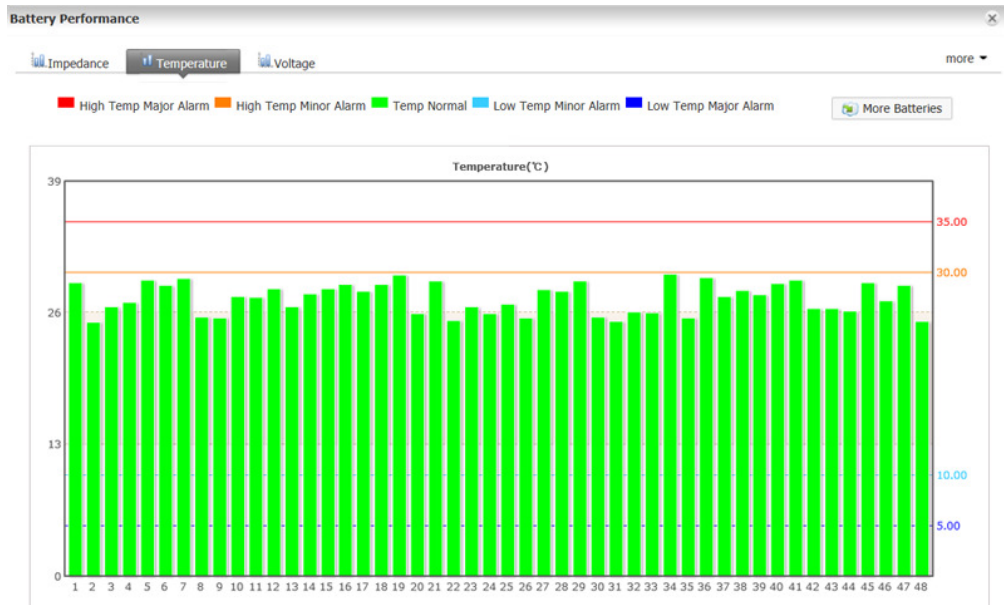 Battery Performance
Impedance Temperature Voltage more
High Temp Major Alarm High Temp Minor Alarm Temp Normal Low Temp Minor Alarm Low Temp Major Alarm More Batteries
Temperature(℃)
39
35.00
30.00
26
13
10.00
5.00
0
1 2 3 4 5 6 7 8 9 10 11 12 13 14 15 16 17 18 19 20 21 22 23 24 25 26 27 28 29 30 31 32 33 34 35 36 37 38 39 40 41 42 43 44 45 46 47 48